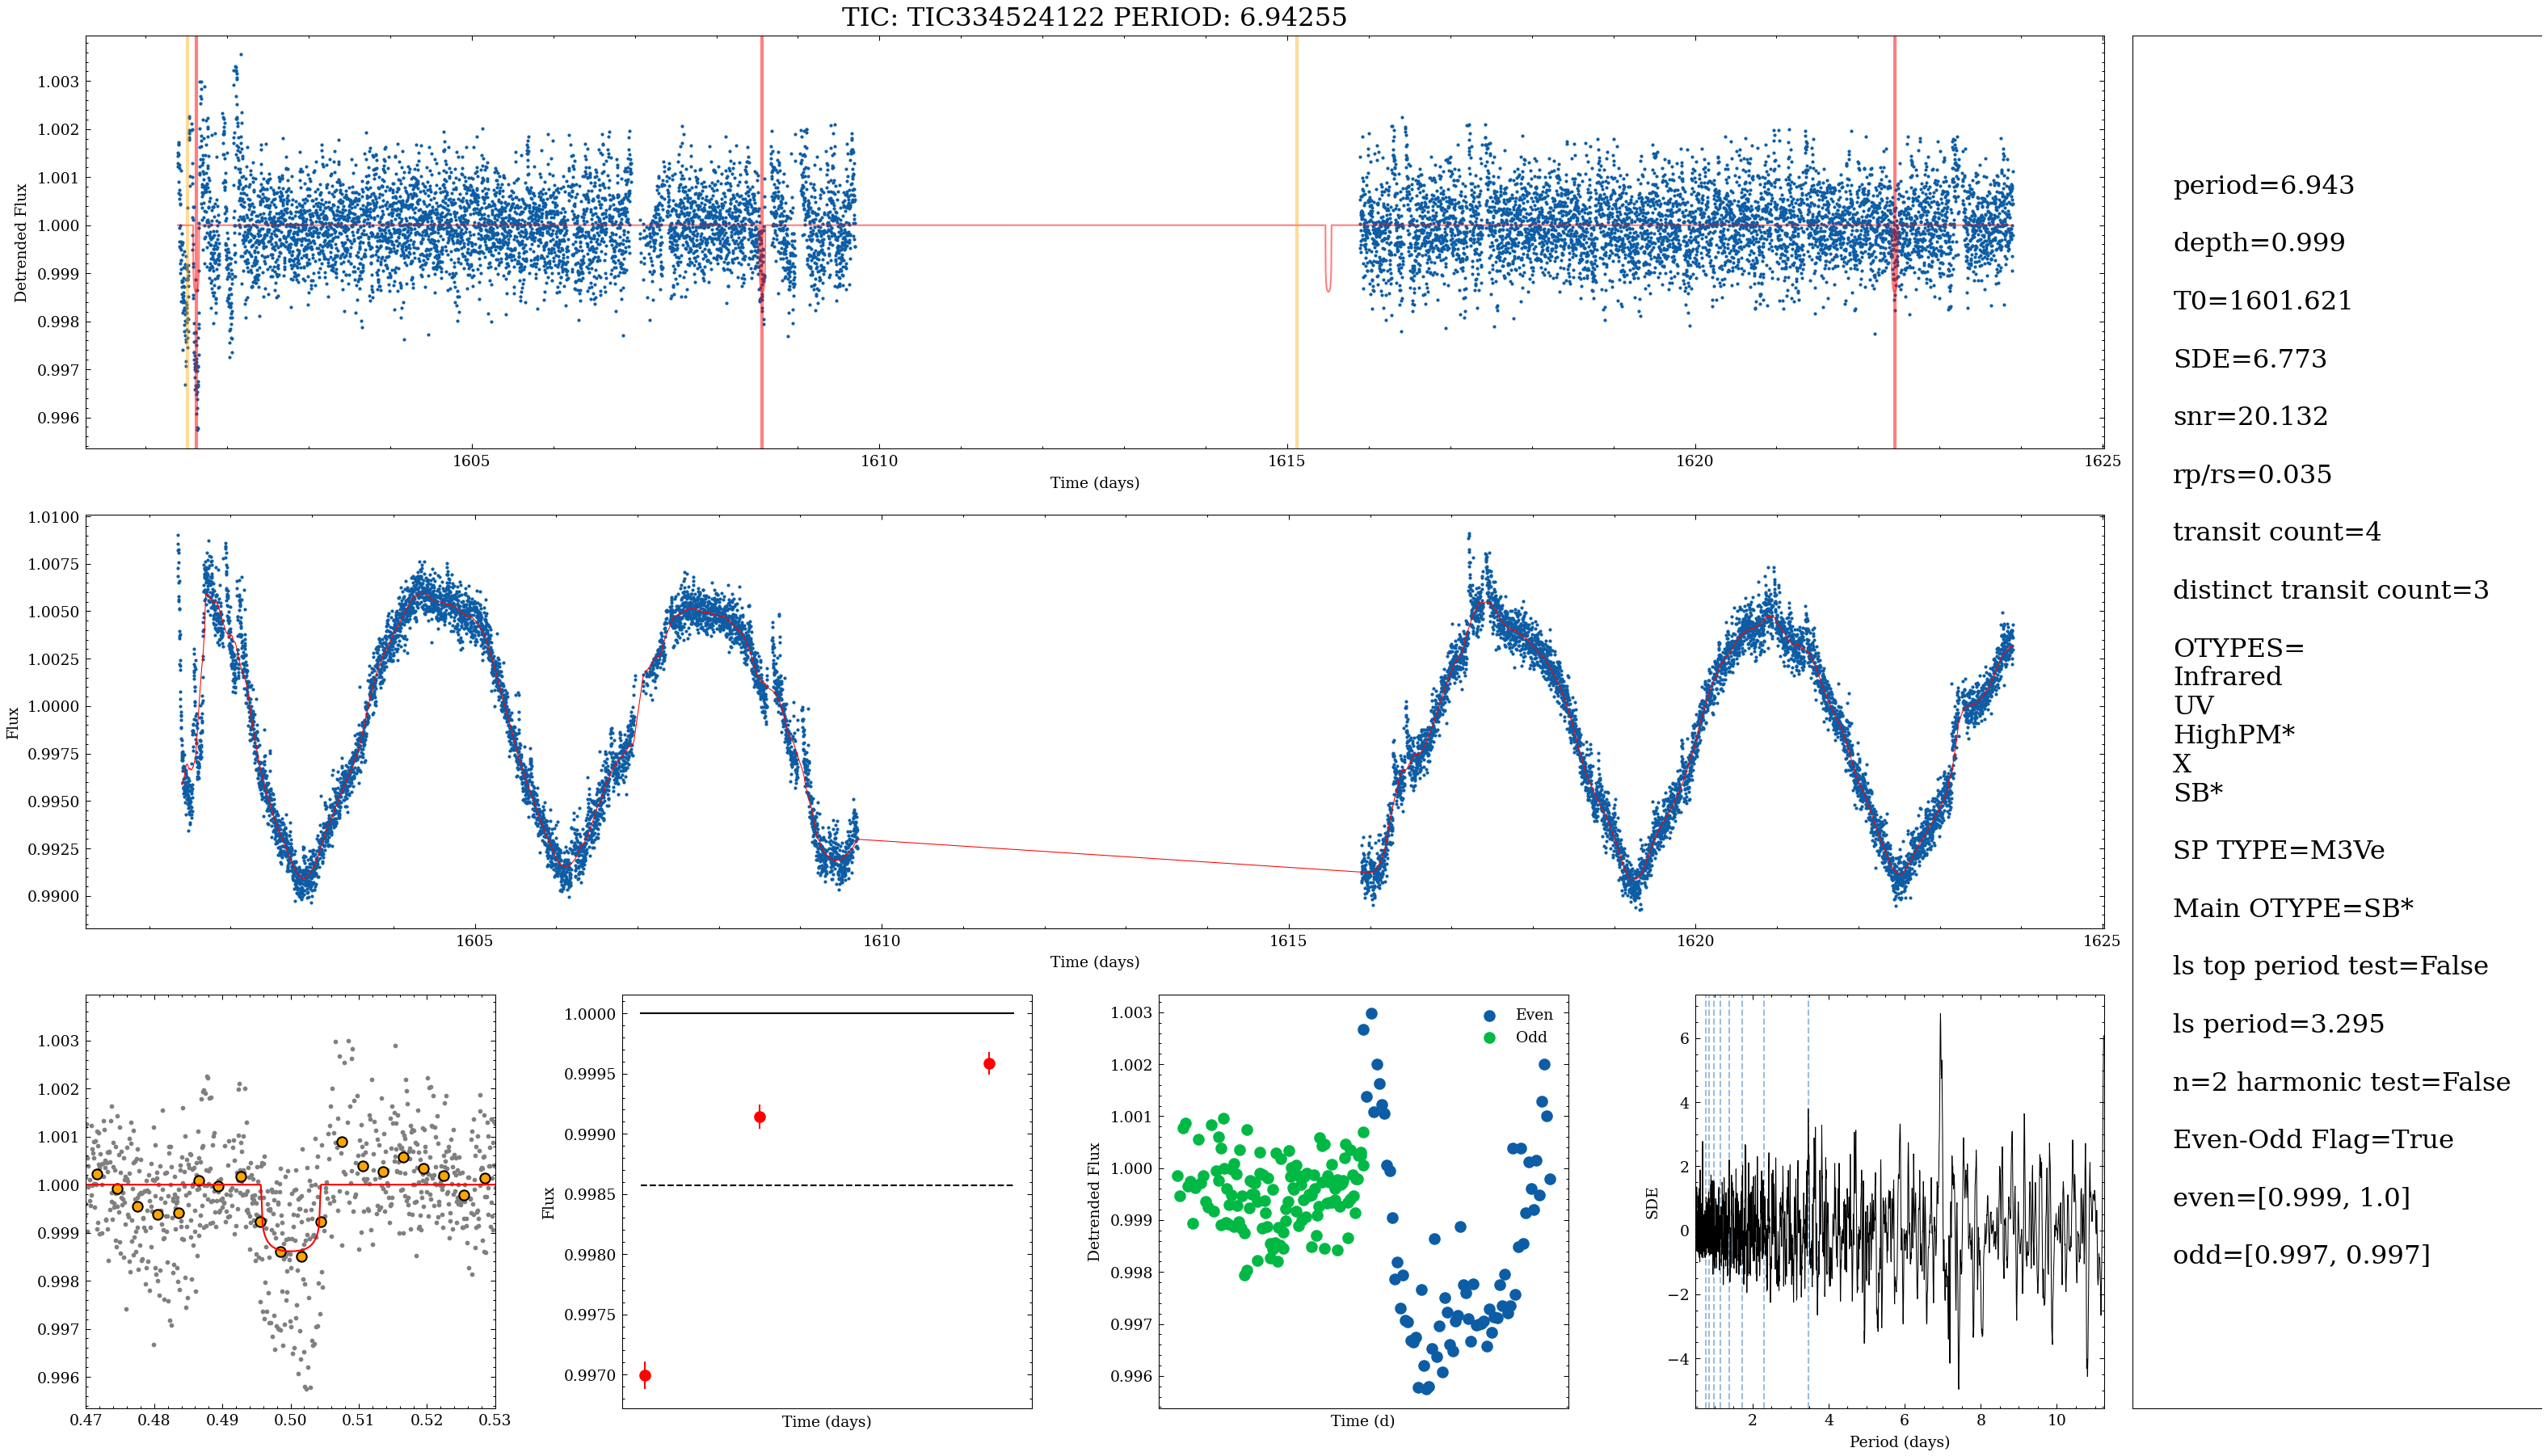 TIC: TIC334524122 PERIOD: 6.94255
Detrended Flux
1.003
1.002
1.001
1.000
0.999
0.998
0.997
0.996
1605
1610
1615
1620
1625
Time (days)
Flux
1.0100
1.0075
1.0050
1.0025
1.0000
0.9975
0.9950
0.9925
0.9900
1605
1610
1615
1620
1625
Time (days)
1.003
1.002
1.001
1.000
0.999
0.998
0.997
0.996
0.47
0.48
0.49
0.50
0.51
0.52
0.53
Flux
1.0000
0.9995
0.9990
0.9985
0.9980
0.9975
0.9970
Time (days)
Detrended Flux
1.003
1.002
1.001
1.000
0.999
0.998
0.997
0.996
Even
Odd
Time (d)
SDE
6
4
2
0
−2
−4
2
4
6
8
10
Period (days)
period=6.943
depth=0.999
T0=1601.621
SDE=6.773
snr=20.132
rp/rs=0.035
transit count=4
distinct transit count=3
OTYPES=
Infrared
UV
HighPM*
X
SB*
SP TYPE=M3Ve
Main OTYPE=SB*
ls top period test=False
ls period=3.295
n=2 harmonic test=False
Even-Odd Flag=True
even=[0.999, 1.0]
odd=[0.997, 0.997]